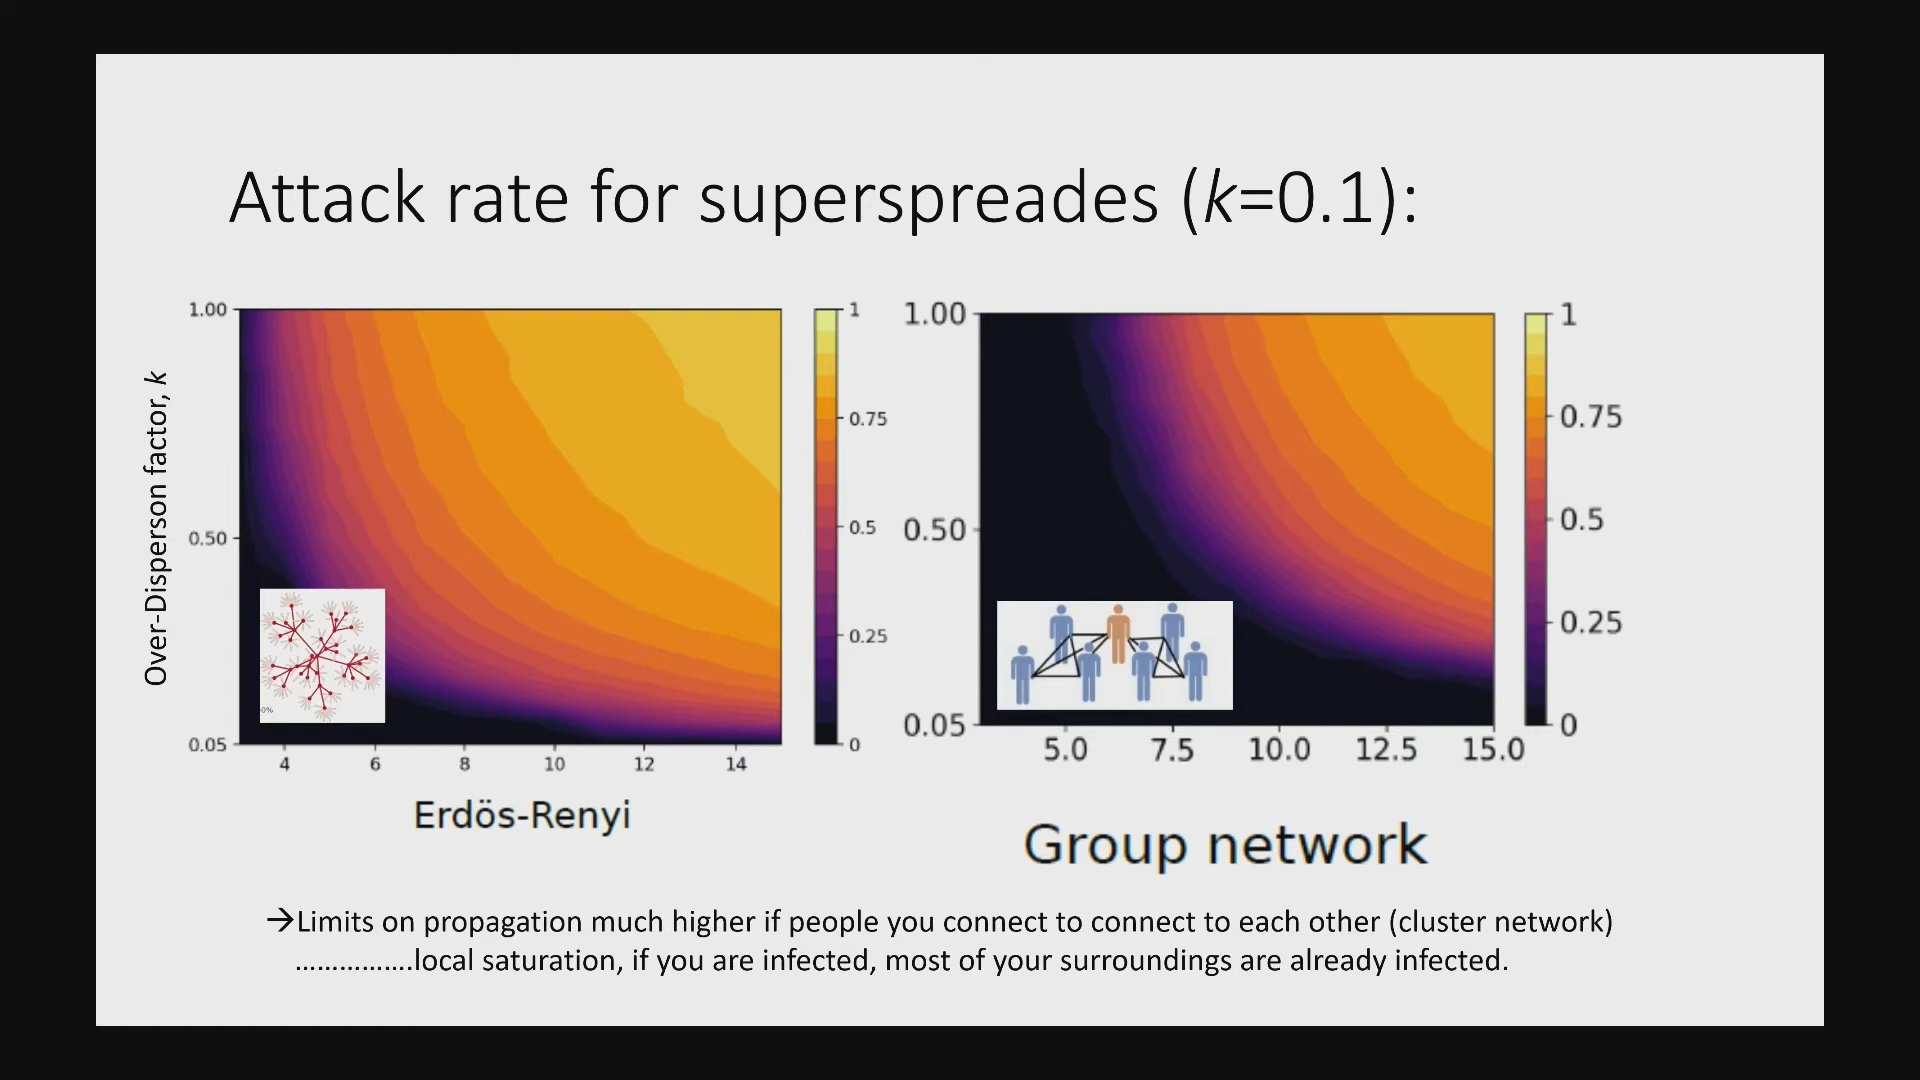 Attack rate for superspreades (k=0.1):
Over-Disperson factor, k
1.00
0.50
0.05
4 6 8 10 12 14
1
0.75
0.5
0.25
0
0%
Erdös-Renyi
1.00
0.50
0.05
5.0 7.5 10.0 12.5 15.0
1
0.75
0.5
0.25
0
Group network
→Limits on propagation much higher if people you connect to connect to each other (cluster network)
................local saturation, if you are infected, most of your surroundings are already infected.